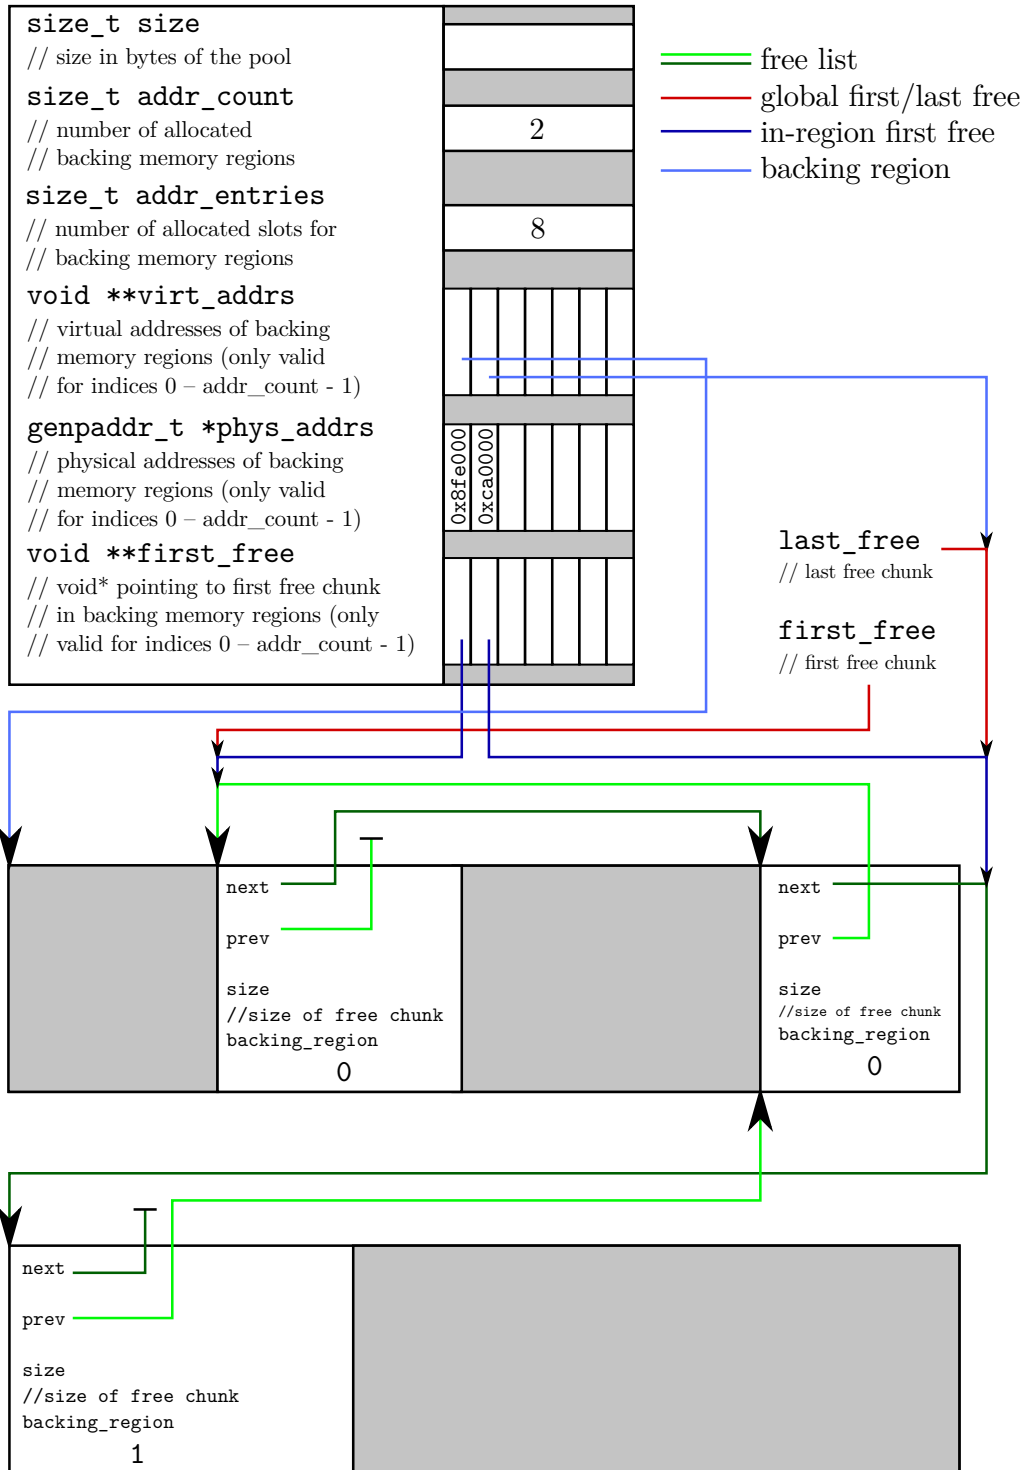 size_t size
// size in bytes of the pool
size_t addr_count
// number of allocated
// backing memory regions
2
size_t addr_entries
// number of allocated slots for
// backing memory regions
8
void **virt_addrs
// virtual addresses of backing
// memory regions (only valid
// for indices 0 – addr_count - 1)
genpaddr_t *phys_addrs
// physical addresses of backing
// memory regions (only valid
// for indices 0 – addr_count - 1)
0x8fe000
0xca0000
void **first_free
// void* pointing to first free chunk
// in backing memory regions (only
// valid for indices 0 – addr_count - 1)
free list
global first/last free
in-region first free
backing region
last_free
// last free chunk
first_free
// first free chunk
next
prev
size
//size of free chunk
backing_region
0
next
prev
size
//size of free chunk
backing_region
0
next
prev
size
//size of free chunk
backing_region
1